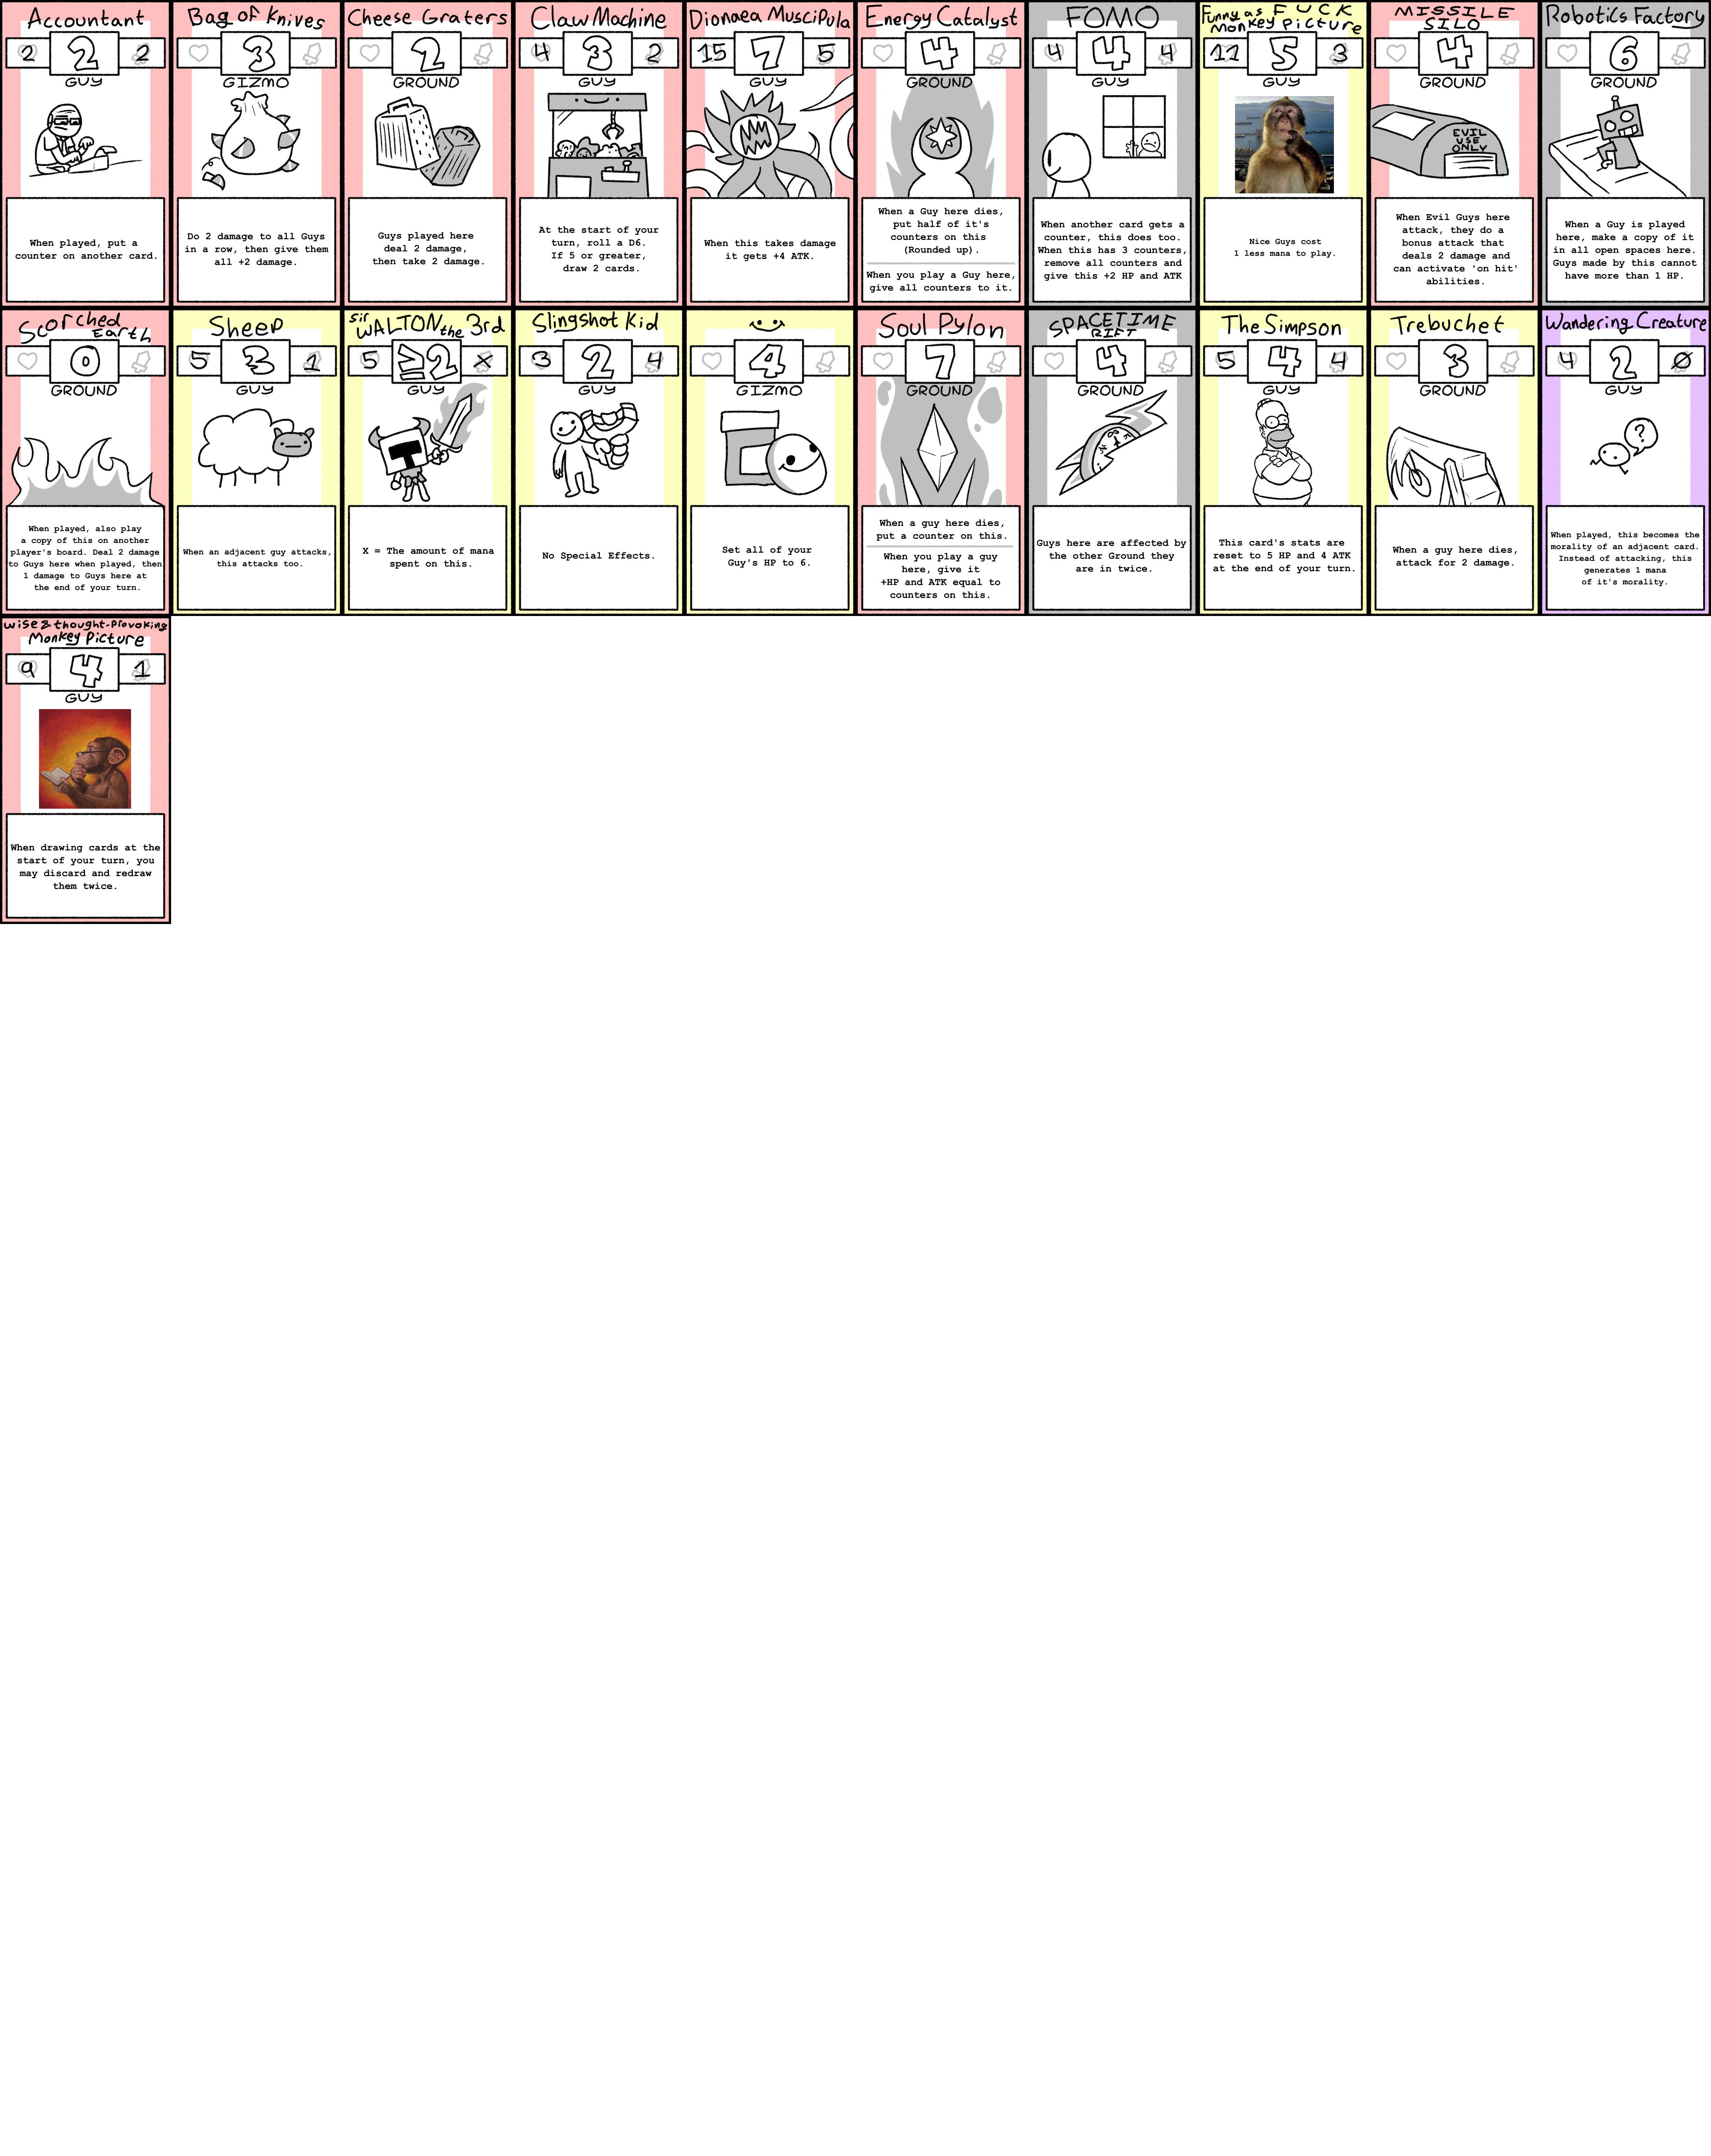 Accountant
2 2 2
GUY
When played, put a
counter on another card.
Bag of Knives
3
GIZMO
Do 2 damage to all Guys
in a row, then give them
all +2 damage.
Cheese Graters
2
GROUND
Guys played here
deal 2 damage,
then take 2 damage.
Claw Machine
4 3 2
GUY
At the start of your
turn, roll a D6.
If 5 or greater,
draw 2 cards.
Dionaea Muscipula
15 7 5
GUY
When this takes damage
it gets +4 ATK.
Energy Catalyst
4
GROUND
When a Guy here dies,
put half of it's
counters on this
(Rounded up).
When you play a Guy here,
give all counters to it.
FOMO
4 4 4
GUY
When another card gets a
counter, this does too.
When this has 3 counters,
remove all counters and
give this +2 HP and ATK
Funny as FUCK
Monkey Picture
11 5 3
GUY
Nice Guys cost
1 less mana to play.
MISSILE
SILO
4
GROUND
EVIL
USE
ONLY
When Evil Guys here
attack, they do a
bonus attack that
deals 2 damage and
can activate 'on hit'
abilities.
Robotics Factory
6
GROUND
When a Guy is played
here, make a copy of it
in all open spaces here.
Guys made by this cannot
have more than 1 HP.
Scorched
Earth
0
GROUND
When played, also play
a copy of this on another
player's board. Deal 2 damage
to Guys here when played, then
1 damage to Guys here at
the end of your turn.
Sheep
5 3 1
GUY
When an adjacent guy attacks,
this attacks too.
Sir WALTON the 3rd
5 ≥2 X
GUY
X = The amount of mana
spent on this.
Slingshot Kid
3 2 4
GUY
No Special Effects.
4
GIZMO
Set all of your
Guy's HP to 6.
Soul Pylon
7
GROUND
When a guy here dies,
put a counter on this.
When you play a guy
here, give it
+HP and ATK equal to
counters on this.
SPACETIME
RIFT
4
GROUND
Guys here are affected by
the other Ground they
are in twice.
The Simpson
5 4 4
GUY
This card's stats are
reset to 5 HP and 4 ATK
at the end of your turn.
Trebuchet
3
GROUND
When a guy here dies,
attack for 2 damage.
Wandering Creature
4 2 Ø
GUY
?
When played, this becomes the
morality of an adjacent card.
Instead of attacking, this
generates 1 mana
of it's morality.
Wise & thought-Provoking
Monkey Picture
9 4 1
GUY
When drawing cards at the
start of your turn, you
may discard and redraw
them twice.